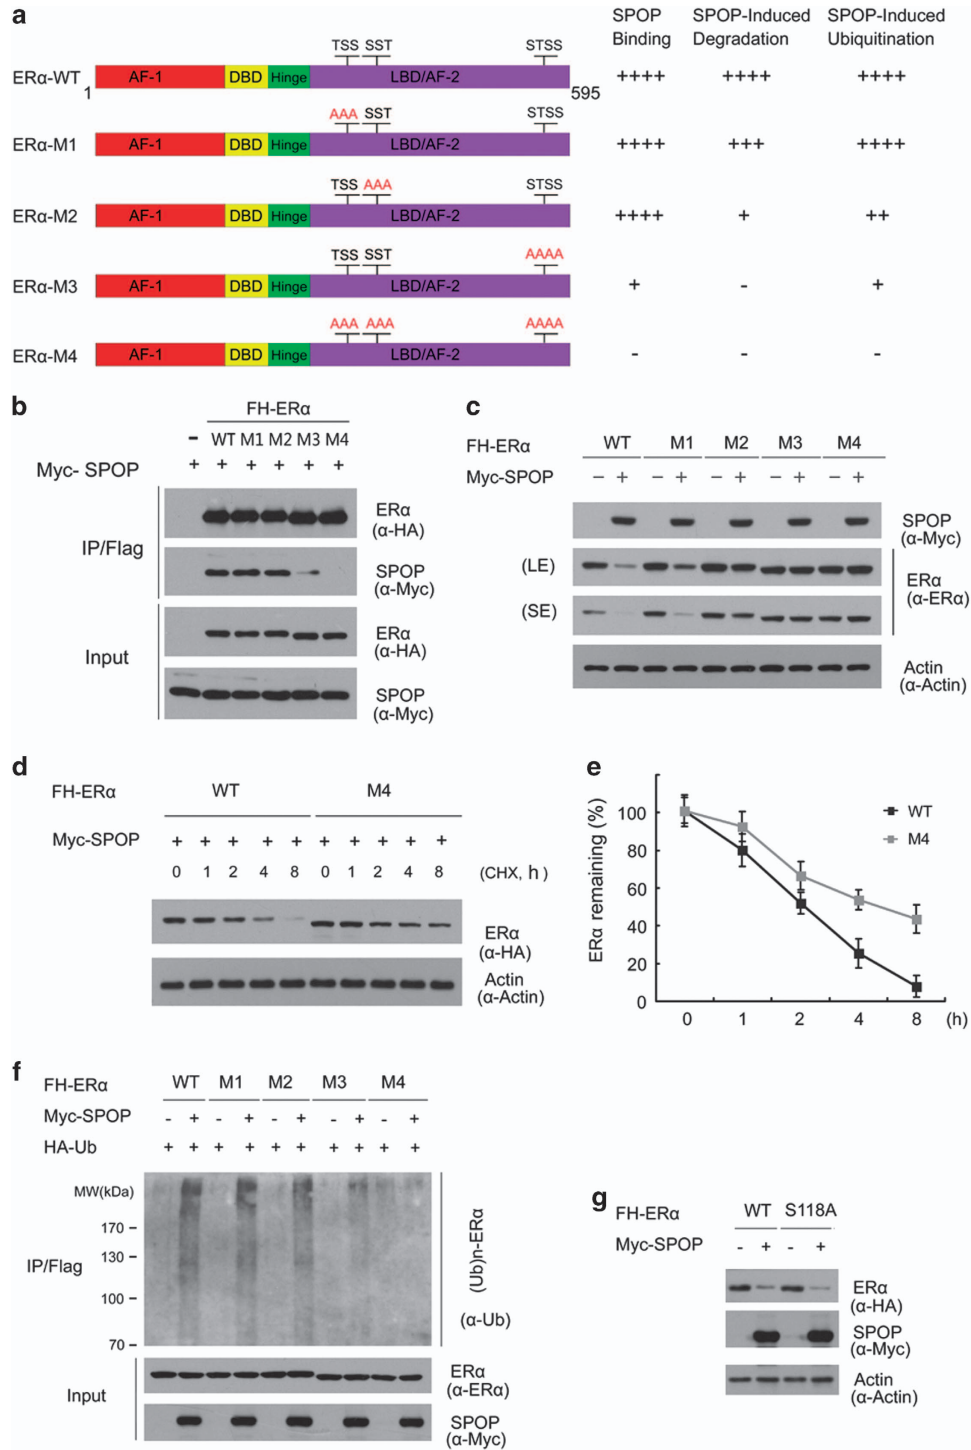 a
SPOP Binding
SPOP-Induced Degradation
SPOP-Induced Ubiquitination
TSS SST STSS
ERα-WT AF-1 DBD Hinge LBD/AF-2 ++++ ++++ ++++
1 595
AAA SST STSS
ERα-M1 AF-1 DBD Hinge LBD/AF-2 ++++ +++ ++++
TSS AAA STSS
ERα-M2 AF-1 DBD Hinge LBD/AF-2 ++++ + ++
TSS SST AAAA
ERα-M3 AF-1 DBD Hinge LBD/AF-2 + - +
AAA AAA AAAA
ERα-M4 AF-1 DBD Hinge LBD/AF-2 - - -
b
FH-ERα
- WT M1 M2 M3 M4
Myc- SPOP + + + + + +
IP/Flag
ERα
(α-HA)
SPOP
(α-Myc)
Input
ERα
(α-HA)
SPOP
(α-Myc)
c
FH-ERα WT M1 M2 M3 M4
Myc-SPOP - + - + - + - + - +
SPOP
(α-Myc)
(LE)
(SE)
ERα
(α-ERα)
Actin
(α-Actin)
d
FH-ERα WT M4
Myc-SPOP + + + + + + + + + +
0 1 2 4 8 0 1 2 4 8 (CHX, h )
ERα
(α-HA)
Actin
(α-Actin)
e
ERα remaining (%)
100
80
60
40
20
0
0 1 2 4 8 (h)
WT
M4
f
FH-ERα WT M1 M2 M3 M4
Myc-SPOP - + - + - + - + - +
HA-Ub + + + + + + + + + +
MW(kDa)
170
130
100
70
IP/Flag
(Ub)n-ERα
(α-Ub)
Input
ERα
(α-ERα)
SPOP
(α-Myc)
g
FH-ERα WT S118A
Myc-SPOP - + - +
ERα
(α-HA)
SPOP
(α-Myc)
Actin
(α-Actin)